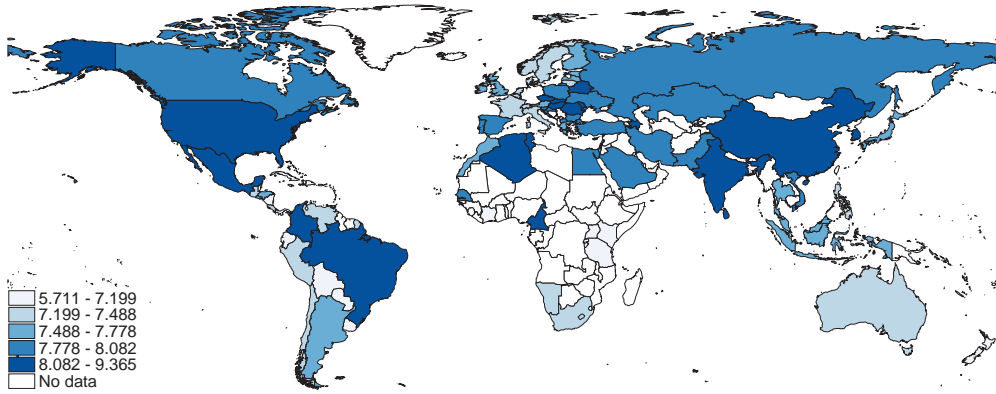 5.711 - 7.199
7.199 - 7.488
7.488 - 7.778
7.778 - 8.082
8.082 - 9.365
No data